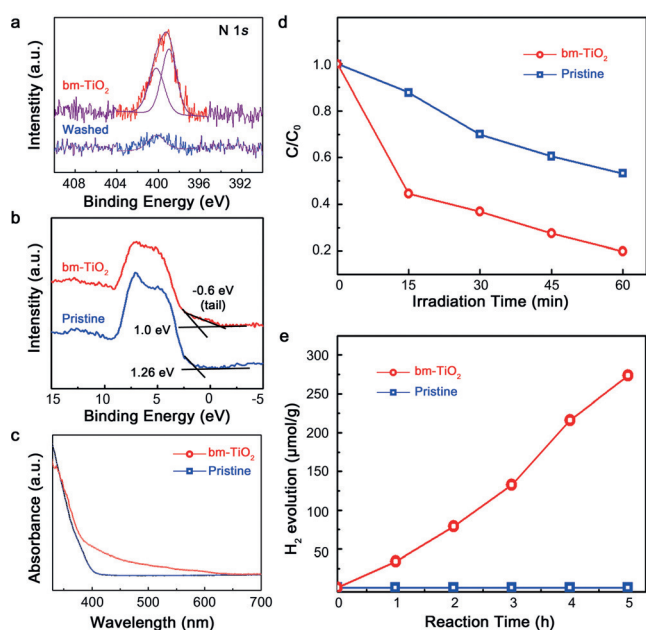 a
N 1s
bm-TiO₂
Washed
Intenstity (a.u.)
408 404 400 396 392
Binding Energy (eV)
b
bm-TiO₂
-0.6 eV
(tail)
Pristine
1.0 eV
1.26 eV
Intenstity (a.u.)
15 10 5 0 -5
Binding Energy (eV)
c
bm-TiO₂
Pristine
Absorbance (a.u.)
400 500 600 700
Wavelength (nm)
d
bm-TiO₂
Pristine
C/C₀
1.0
0.8
0.6
0.4
0.2
0 15 30 45 60
Irradiation Time (min)
e
bm-TiO₂
Pristine
H₂ evolution (μmol/g)
300
250
200
150
100
50
0 1 2 3 4 5
Reaction Time (h)